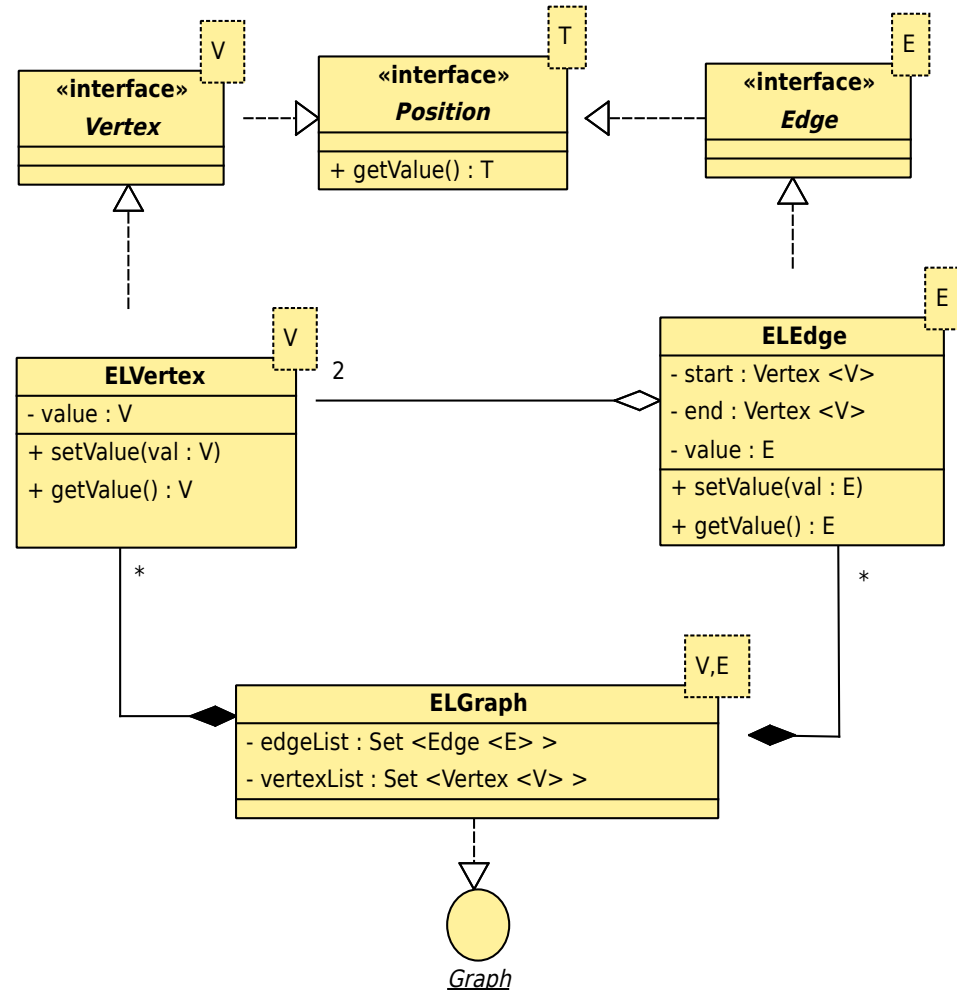 V
«interface»
Vertex
T
«interface»
Position
+ getValue() : T
E
«interface»
Edge
V
ELVertex
- value : V
+ setValue(val : V)
+ getValue() : V
2
E
ELEdge
- start : Vertex <V>
- end : Vertex <V>
- value : E
+ setValue(val : E)
+ getValue() : E
*
*
V,E
ELGraph
- edgeList : Set <Edge <E> >
- vertexList : Set <Vertex <V> >
Graph